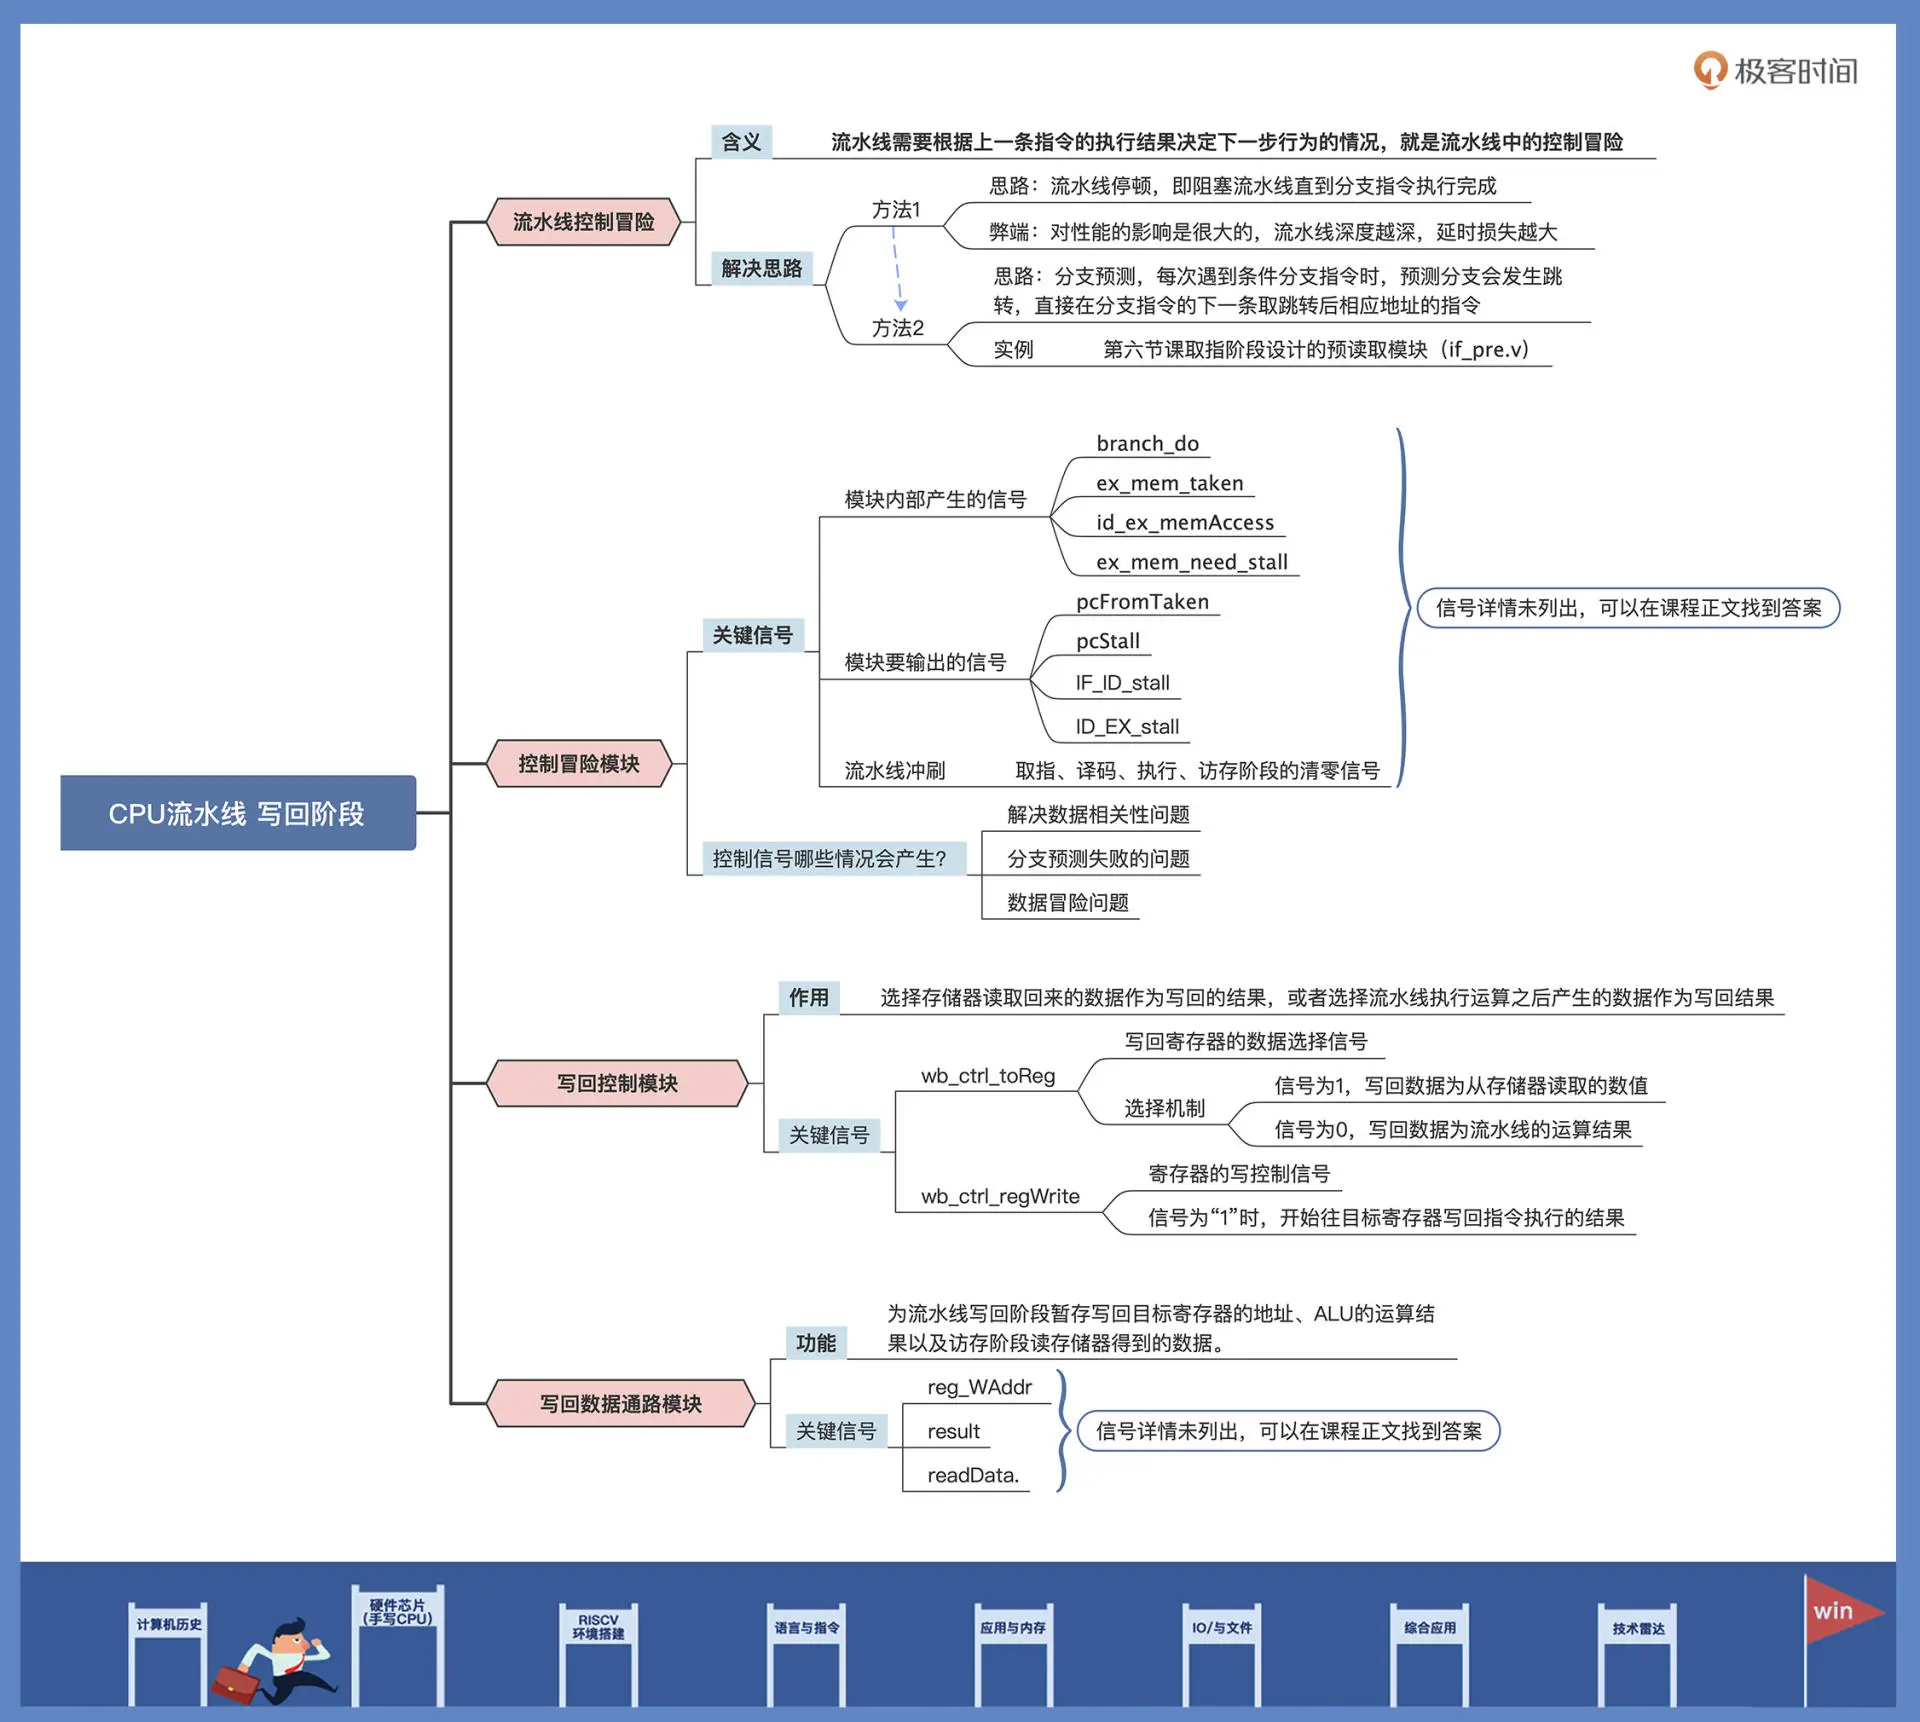 极客时间
CPU流水线 写回阶段
流水线控制冒险
含义
流水线需要根据上一条指令的执行结果决定下一步行为的情况，就是流水线中的控制冒险
解决思路
方法1
思路：流水线停顿，即阻塞流水线直到分支指令执行完成
弊端：对性能的影响是很大的，流水线深度越深，延时损失越大
方法2
思路：分支预测，每次遇到条件分支指令时，预测分支会发生跳
转，直接在分支指令的下一条取跳转后相应地址的指令
实例
第六节课取指阶段设计的预读取模块（if_pre.v）
控制冒险模块
关键信号
模块内部产生的信号
branch_do
ex_mem_taken
id_ex_memAccess
ex_mem_need_stall
模块要输出的信号
pcFromTaken
pcStall
IF_ID_stall
ID_EX_stall
流水线冲刷
取指、译码、执行、访存阶段的清零信号
信号详情未列出，可以在课程正文找到答案
控制信号哪些情况会产生？
解决数据相关性问题
分支预测失败的问题
数据冒险问题
写回控制模块
作用
选择存储器读取回来的数据作为写回的结果，或者选择流水线执行运算之后产生的数据作为写回结果
关键信号
wb_ctrl_toReg
写回寄存器的数据选择信号
选择机制
信号为1，写回数据为从存储器读取的数值
信号为0，写回数据为流水线的运算结果
wb_ctrl_regWrite
寄存器的写控制信号
信号为“1”时，开始往目标寄存器写回指令执行的结果
写回数据通路模块
功能
为流水线写回阶段暂存写回目标寄存器的地址、ALU的运算结
果以及访存阶段读存储器得到的数据。
关键信号
reg_WAddr
result
readData.
信号详情未列出，可以在课程正文找到答案
计算机历史
硬件芯片
（手写CPU）
RISCV
环境搭建
语言与指令
应用与内存
IO/与文件
综合应用
技术雷达
win